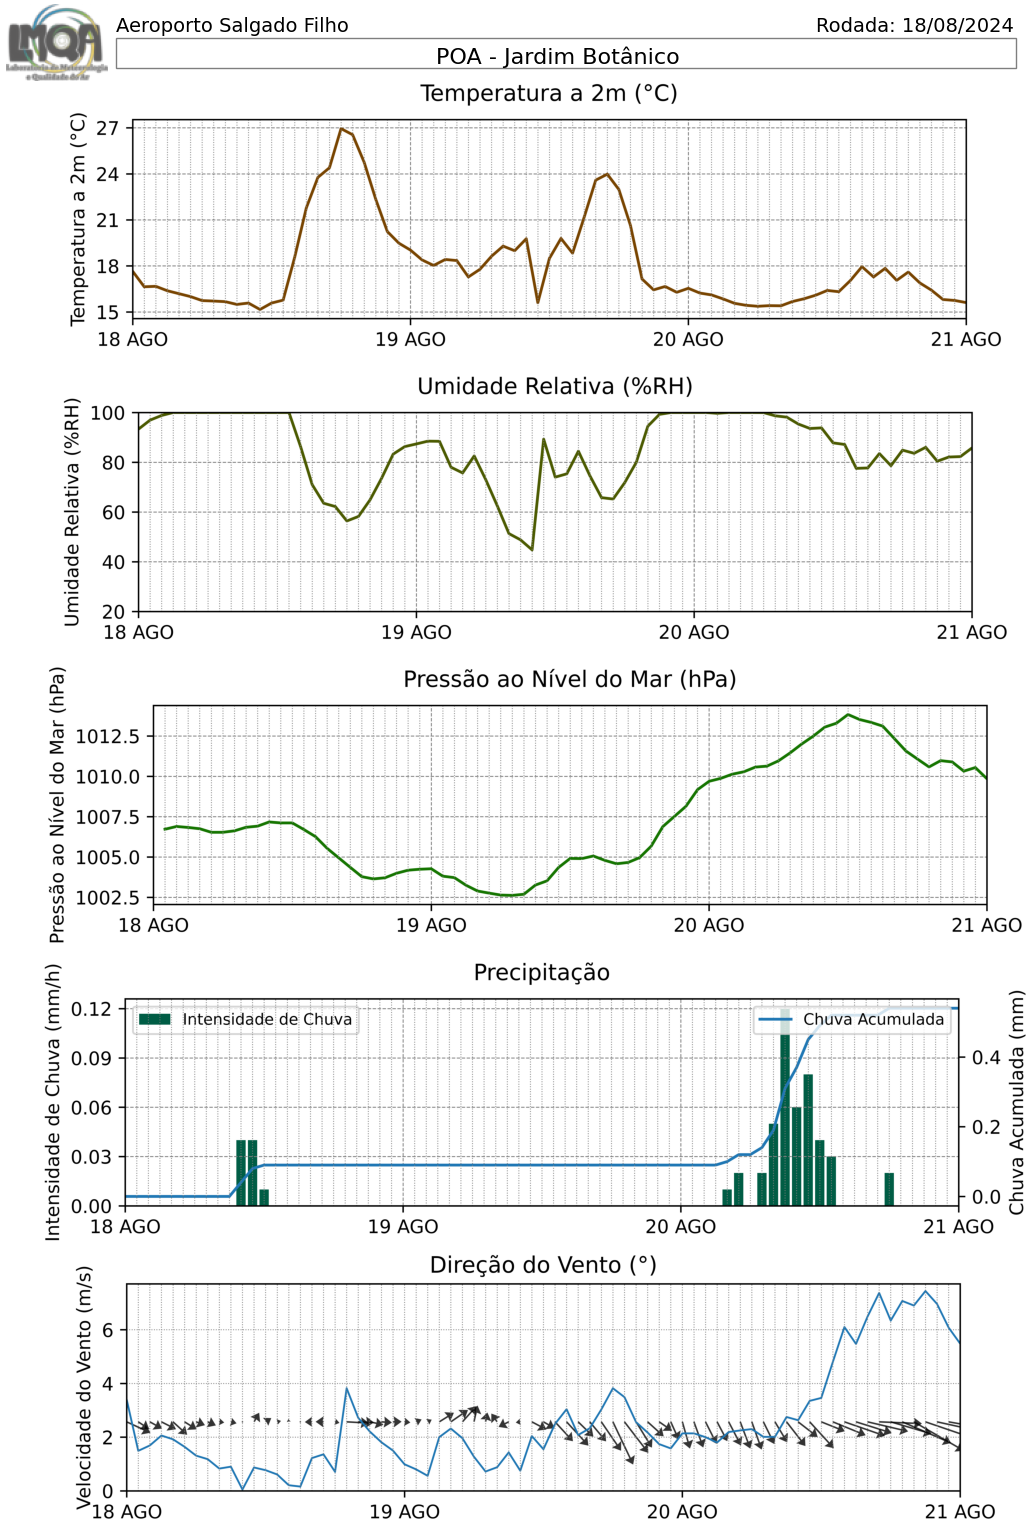 LMQA
Laboratório de Meteorologia
e Qualidade do Ar
Aeroporto Salgado Filho
Rodada: 18/08/2024
POA - Jardim Botânico
Temperatura a 2m (°C)
Temperatura a 2m (°C)
27
24
21
18
15
18 AGO
19 AGO
20 AGO
21 AGO
Umidade Relativa (%RH)
Umidade Relativa (%RH)
100
80
60
40
20
18 AGO
19 AGO
20 AGO
21 AGO
Pressão ao Nível do Mar (hPa)
Pressão ao Nível do Mar (hPa)
1012.5
1010.0
1007.5
1005.0
1002.5
18 AGO
19 AGO
20 AGO
21 AGO
Precipitação
Intensidade de Chuva (mm/h)
0.12
0.09
0.06
0.03
0.00
Intensidade de Chuva
Chuva Acumulada
0.4
0.2
0.0
Chuva Acumulada (mm)
18 AGO
19 AGO
20 AGO
21 AGO
Direção do Vento (°)
Velocidade do Vento (m/s)
6
4
2
0
18 AGO
19 AGO
20 AGO
21 AGO